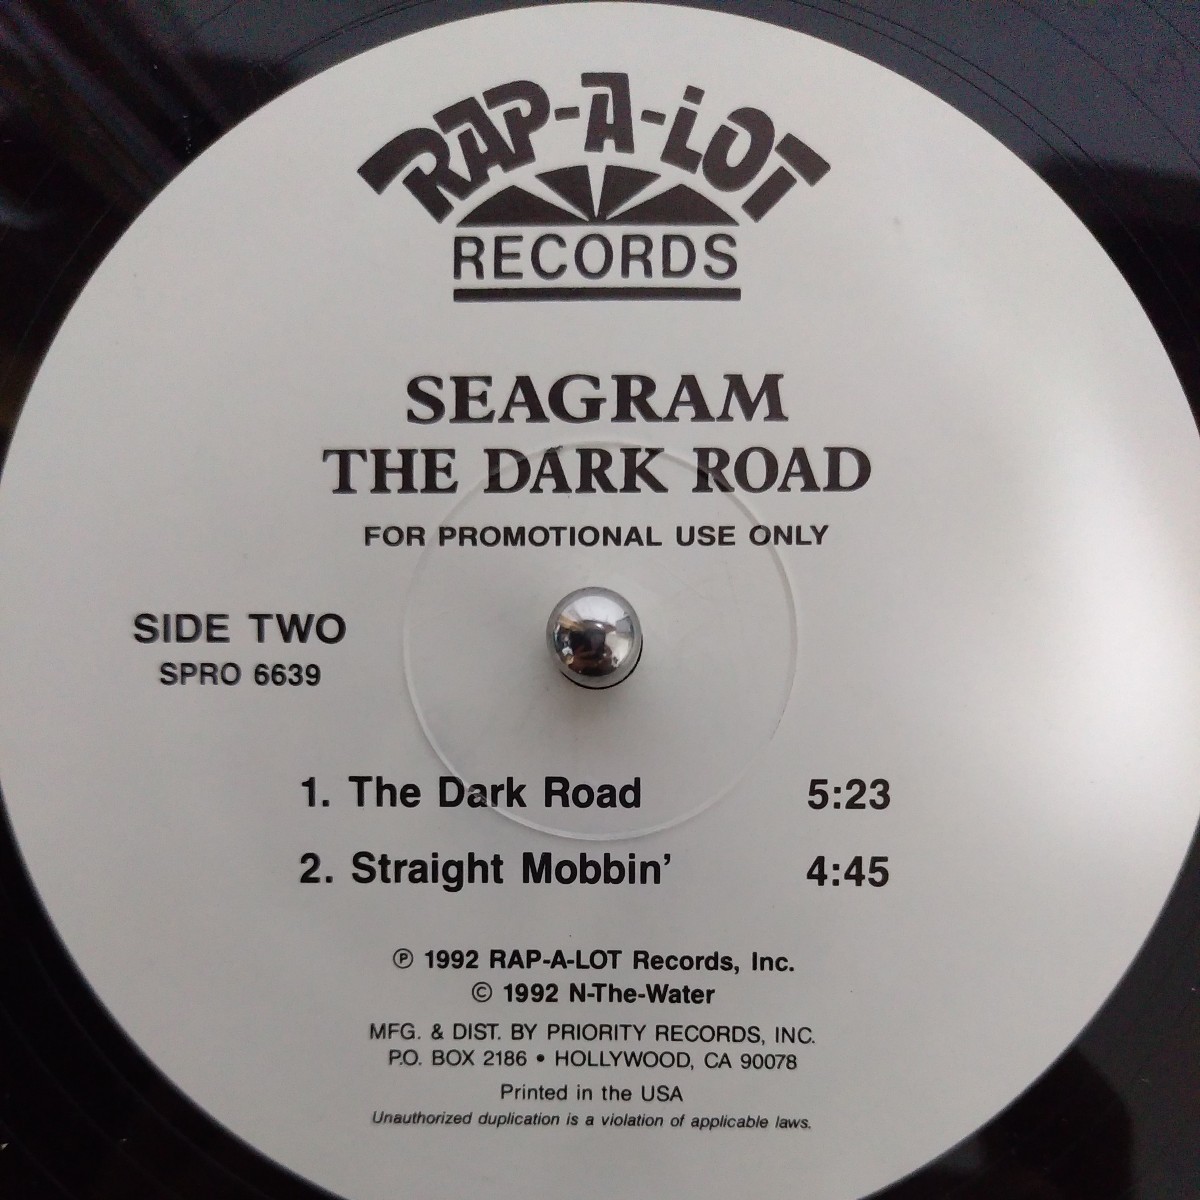 RAP-A-LOT
RECORDS
SEAGRAM
THE DARK ROAD
FOR PROMOTIONAL USE ONLY
SIDE TWO
SPRO 6639
1. The Dark Road 5:23
2. Straight Mobbin' 4:45
℗ 1992 RAP-A-LOT Records, Inc.
© 1992 N-The-Water
MFG. & DIST. BY PRIORITY RECORDS, INC.
P.O. BOX 2186 • HOLLYWOOD, CA 90078
Printed in the USA
Unauthorized duplication is a violation of applicable laws.